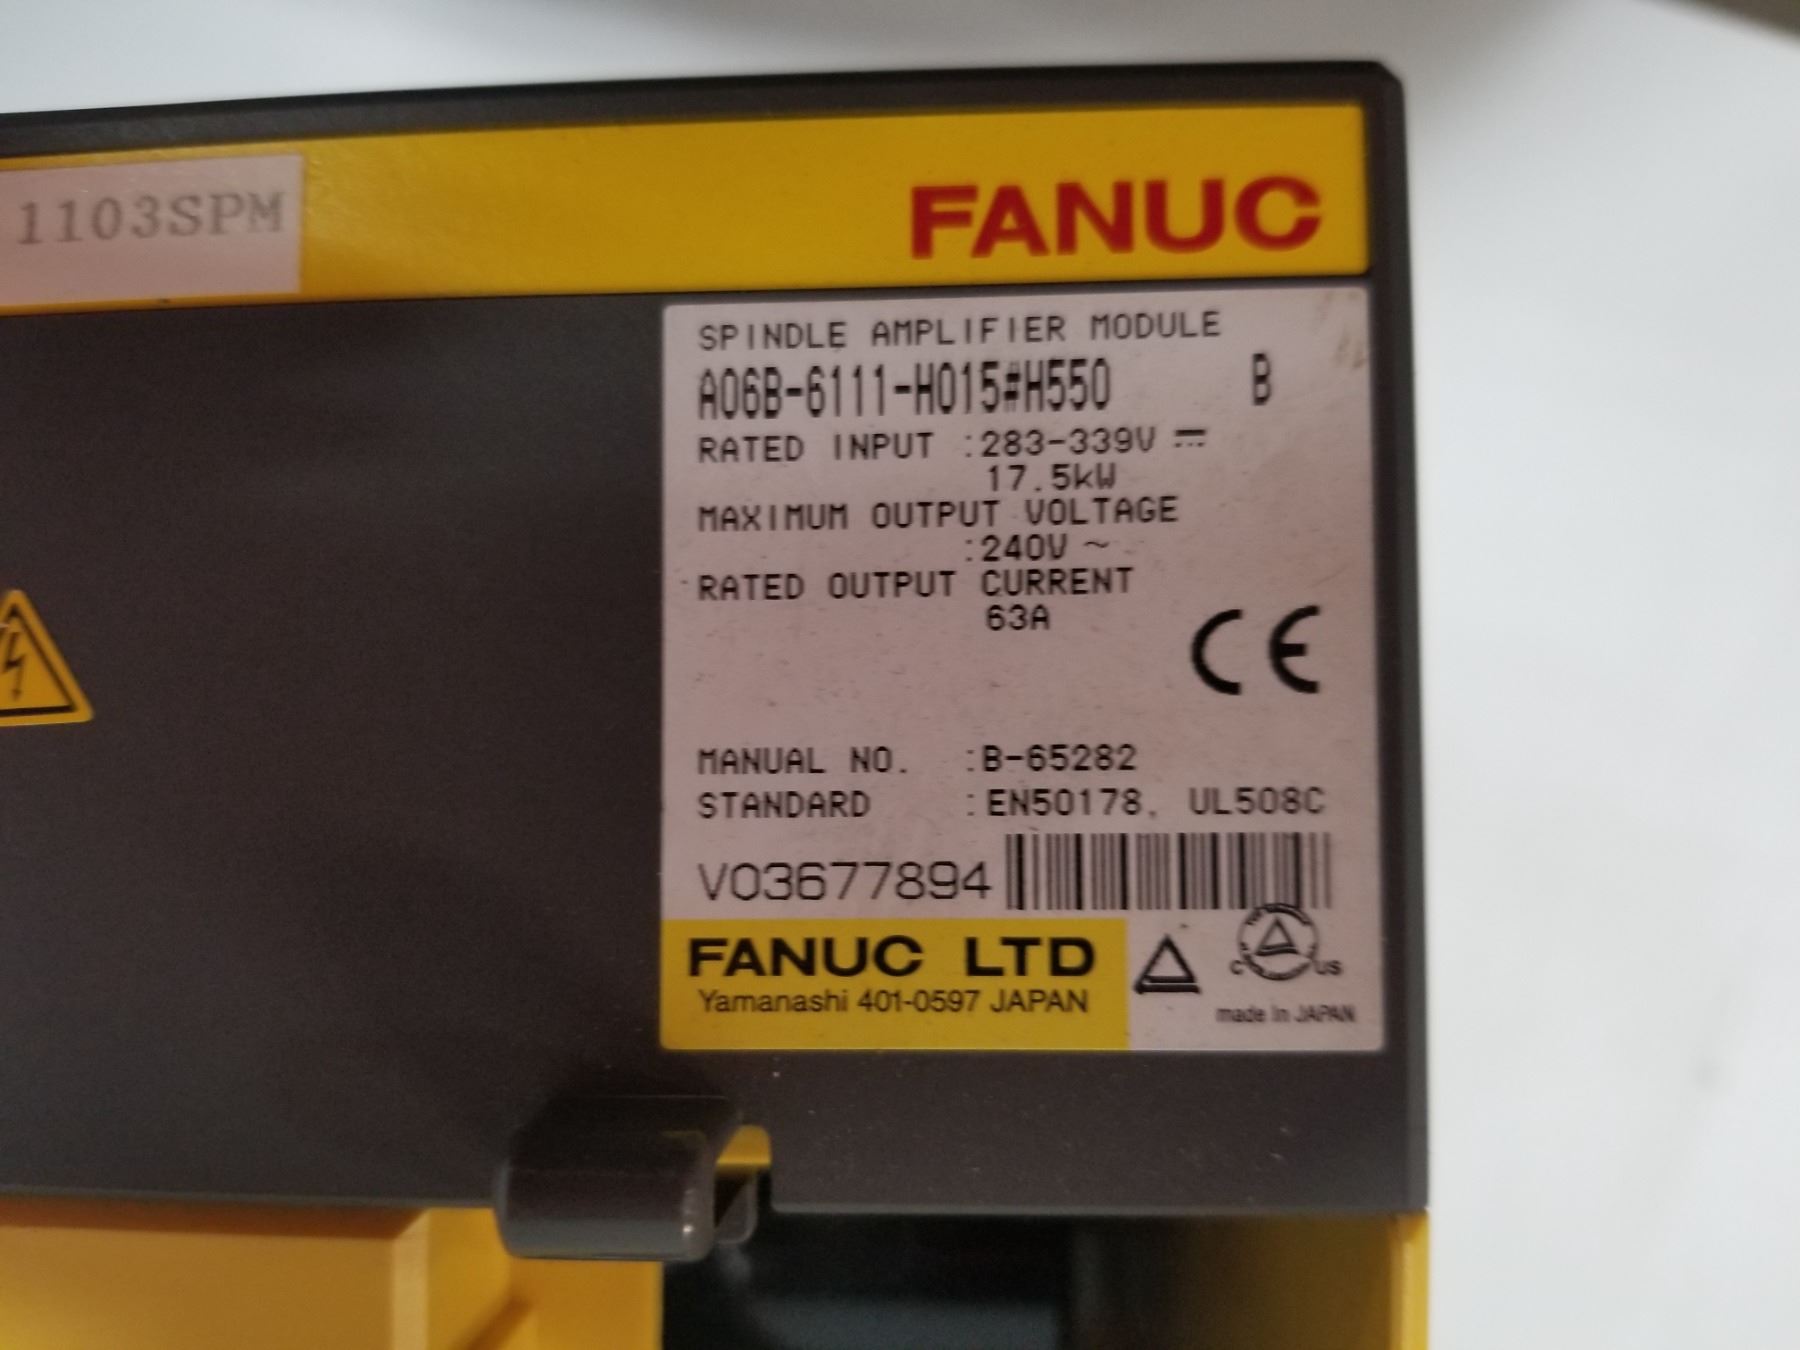 1103SPM
FANUC
SPINDLE AMPLIFIER MODULE
A06B-6111-H015#H550 B
RATED INPUT :283-339V ⎓
17.5kW
MAXIMUM OUTPUT VOLTAGE
:240V ~
RATED OUTPUT CURRENT
63A
CE
MANUAL NO. :B-65282
STANDARD :EN50178, UL508C
V03677894
FANUC LTD
Yamanashi 401-0597 JAPAN
C US
made in JAPAN